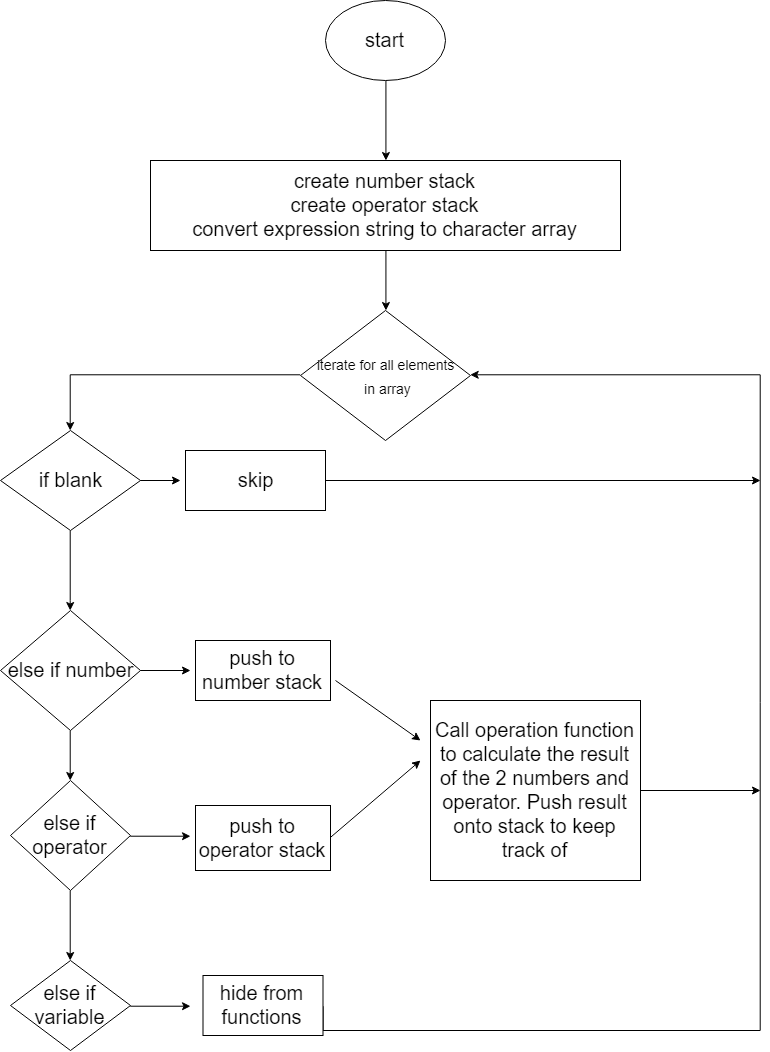 start
create number stack
create operator stack
convert expression string to character array
iterate for all elements
in array
if blank
skip
else if number
push to
number stack
Call operation function
to calculate the result
of the 2 numbers and
operator. Push result
onto stack to keep
track of
else if
operator
push to
operator stack
else if
variable
hide from
functions